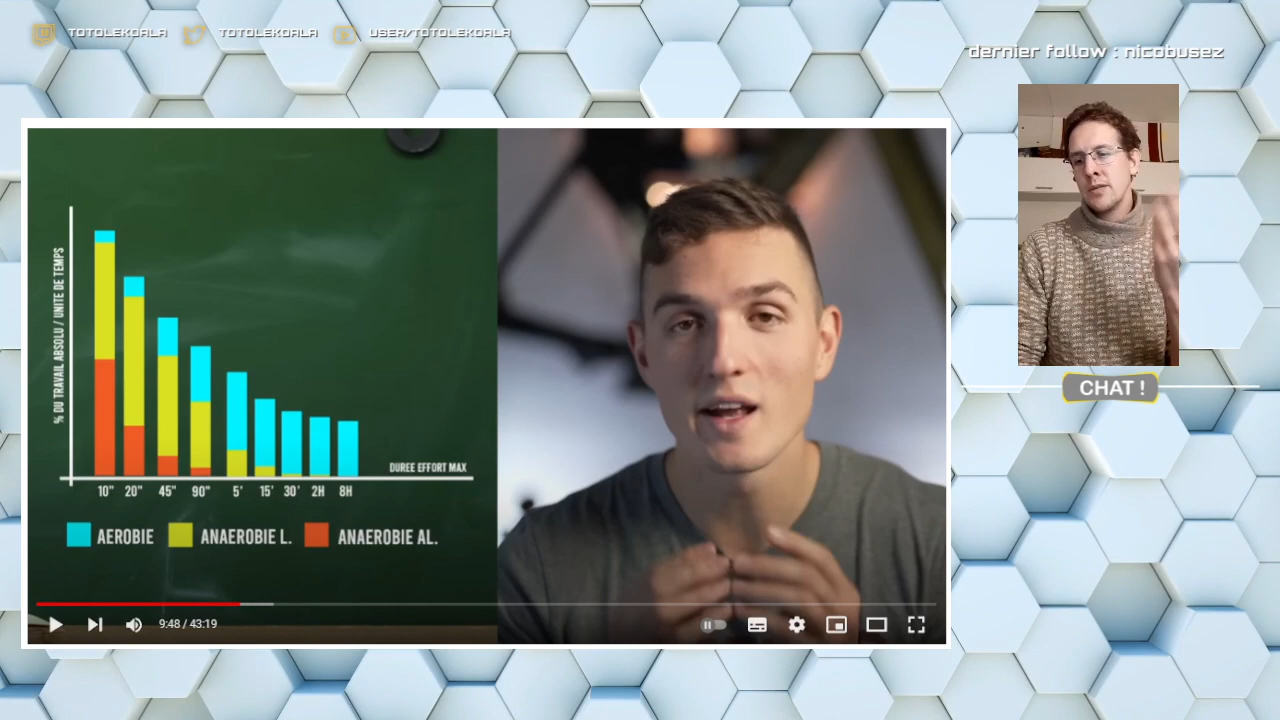 TOTOLEKOALA TOTOLEKOALA USER/TOTOLEKOALA
dernier follow : nicobusez
% DU TRAVAIL ABSOLU / UNITE DE TEMPS
DUREE EFFORT MAX
10" 20" 45" 90" 5' 15' 30' 2H 8H
AEROBIE ANAEROBIE L. ANAEROBIE AL.
9:48 / 43:19
CHAT !